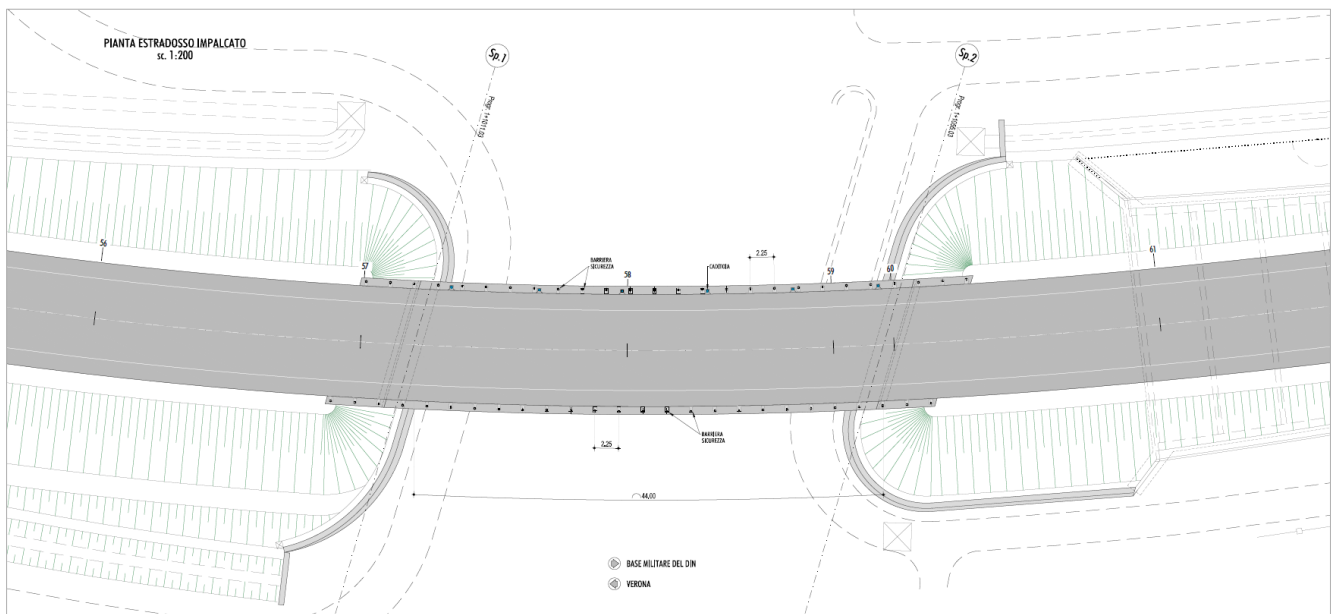 PIANTA ESTRADOSSO IMPALCATO
sc. 1:200
Sp.1
Sp.2
56
57
BARRIERA
SICUREZZA
58
CADITOIA
2.25
59
60
61
2.25
BARRIERA
SICUREZZA
44.00
BASE MILITARE DEL DIN
VERONA